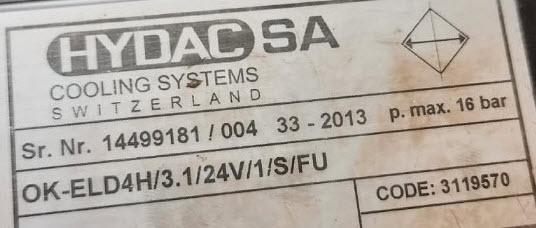 HYDAC SA
COOLING SYSTEMS
SWITZERLAND
Sr. Nr. 14499181 / 004 33 - 2013 p. max. 16 bar
OK-ELD4H/3.1/24V/1/S/FU
CODE: 3119570